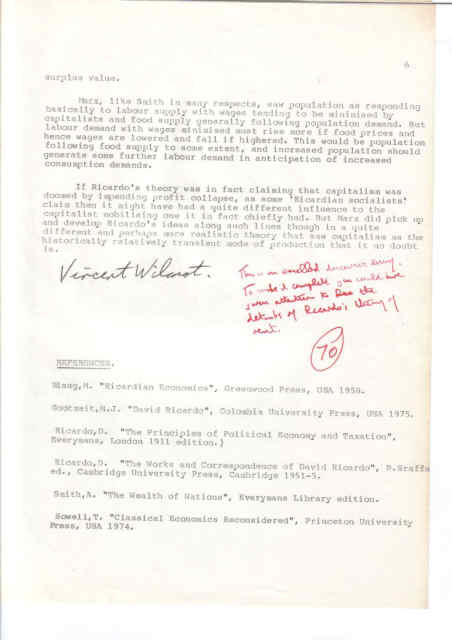 6
surplus value.
Marx, like Smith in many respects, saw population as responding
basically to labour supply with wages tending to be minimised by
capitalists and food supply generally following population demand. But
labour demand with wages minimised must rise more if food prices and
hence wages are lowered and fall if highered. This would be population
following food supply to some extent, and increased population should
generate some further labour demand in anticipation of increased
consumption demands.
If Ricardo's theory was in fact claiming that capitalism was
doomed by impending profit collapse, as some 'Ricardian socialists'
claim then it might have had a quite different influence to the
capitalist mobilising one it in fact chiefly had. But Marx did pick up
and develop Ricardo's ideas along such lines though in a quite
different and perhaps more realistic theory that saw capitalism as the
historically relatively transient mode of production that it no doubt
is.
Vincent Wilmot.
This is an excellent discursive essay.
To make it complete you could have
given attention to the
details of Ricardo's theory of
rent.
70
REFERENCES.
Blaug,M. "Ricardian Economics", Greenwood Press, USA 1958.
Gootzeit,M.J. "David Ricardo", Columbia University Press, USA 1975.
Ricardo,D. "The Principles of Political Economy and Taxation",
Everymans, London 1911 edition.}
Ricardo,D. "The Works and Correspondence of David Ricardo", P.Sraffa
ed., Cambridge University Press, Cambridge 1951-5.
Smith,A. "The Wealth of Nations", Everymans Library edition.
Sowell,T. "Classical Economics Reconsidered", Princeton University
Press, USA 1974.